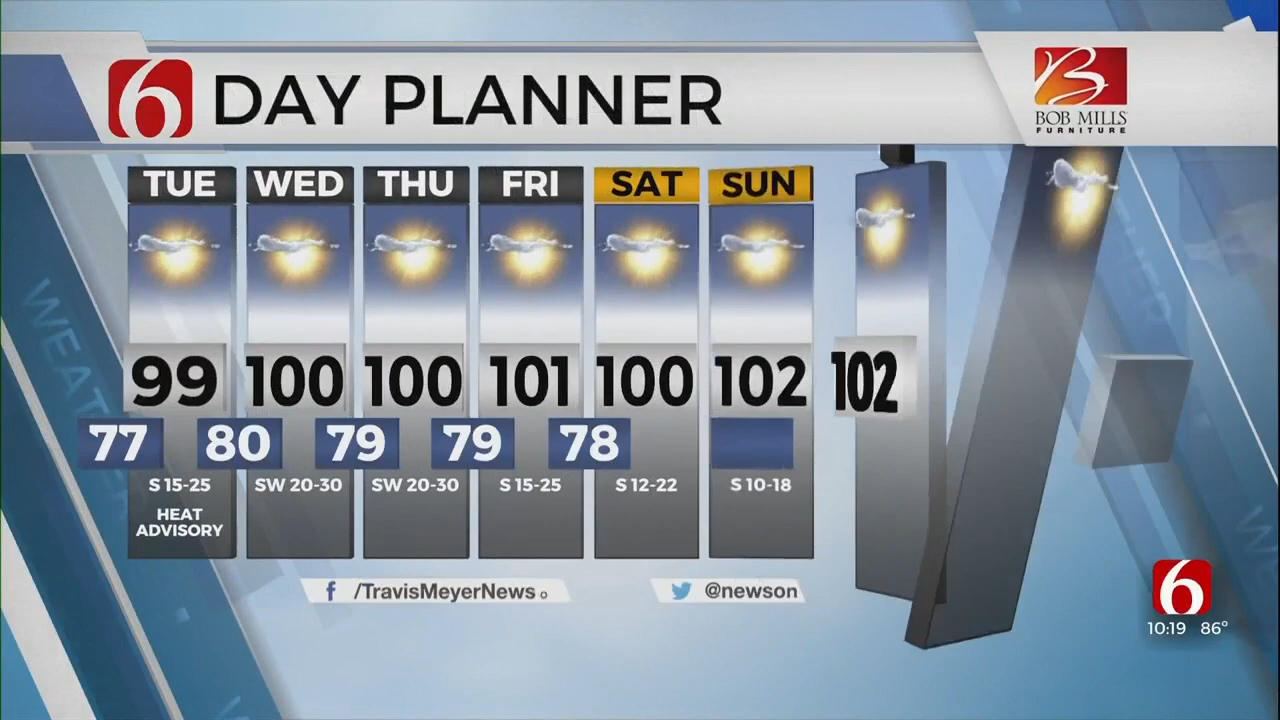 6 DAY PLANNER
BOB MILLS
FURNITURE
TUE WED THU FRI SAT SUN
99 100 100 101 100 102 102
77 80 79 79 78
S 15-25 SW 20-30 SW 20-30 S 15-25 S 12-22 S 10-18
HEAT
ADVISORY
f /TravisMeyerNews
@newson
6
10:19 86°
WEATHER